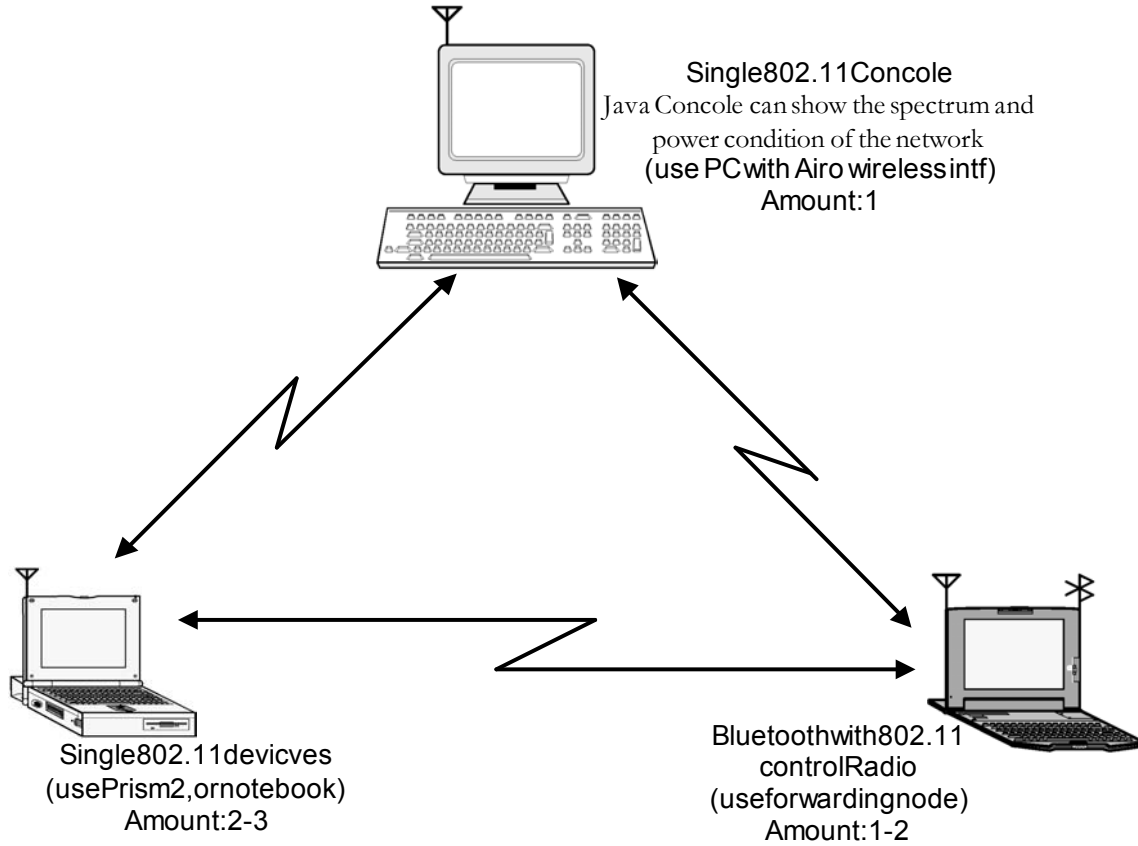 Single802.11Concole
Java Concole can show the spectrum and
power condition of the network
(use PCwith Airo wirelessintf)
Amount:1
Single802.11devicves
(usePrism2,ornotebook)
Amount:2-3
Bluetoothwith802.11
controlRadio
(useforwardingnode)
Amount:1-2